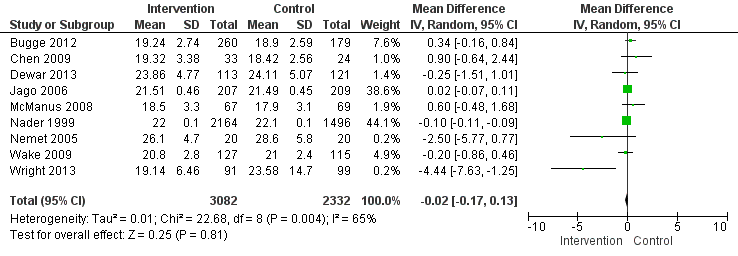 Intervention Control Mean Difference Mean Difference
Study or Subgroup Mean SD Total Mean SD Total Weight IV, Random, 95% CI IV, Random, 95% CI
Bugge 2012 19.24 2.74 260 18.9 2.59 179 7.6% 0.34 [-0.16, 0.84]
Chen 2009 19.32 3.38 33 18.42 2.56 24 1.0% 0.90 [-0.64, 2.44]
Dewar 2013 23.86 4.77 113 24.11 5.07 121 1.4% -0.25 [-1.51, 1.01]
Jago 2006 21.51 0.46 207 21.49 0.45 209 38.6% 0.02 [-0.07, 0.11]
McManus 2008 18.5 3.3 67 17.9 3.1 69 1.9% 0.60 [-0.48, 1.68]
Nader 1999 22 0.1 2164 22.1 0.1 1496 44.1% -0.10 [-0.11, -0.09]
Nemet 2005 26.1 4.7 20 28.6 5.8 20 0.2% -2.50 [-5.77, 0.77]
Wake 2009 20.8 2.8 127 21 2.4 115 4.9% -0.20 [-0.86, 0.46]
Wright 2013 19.14 6.46 91 23.58 14.7 99 0.2% -4.44 [-7.63, -1.25]
Total (95% CI) 3082 2332 100.0% -0.02 [-0.17, 0.13]
Heterogeneity: Tau² = 0.01; Chi² = 22.68, df = 8 (P = 0.004); I² = 65%
Test for overall effect: Z = 0.25 (P = 0.81)
-10 -5 0 5 10
Intervention Control